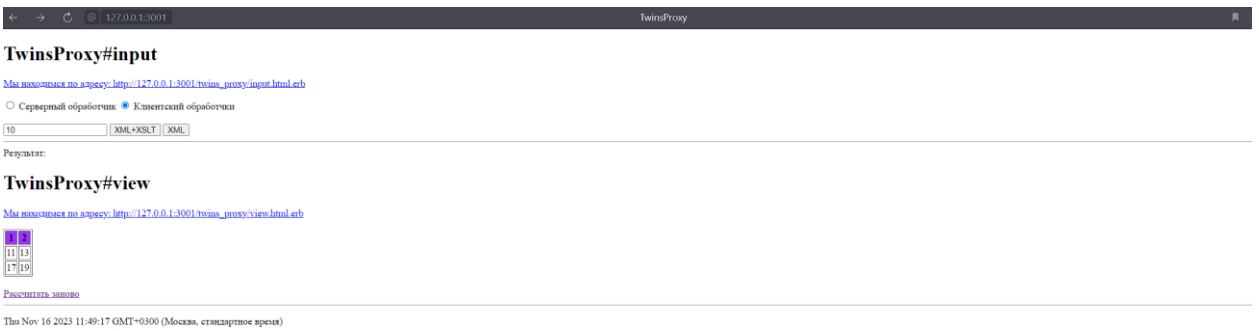 127.0.0.1:3001 TwinsProxy
TwinsProxy#input
Мы находимся по адресу: http://127.0.0.1:3001/twins_proxy/input.html.erb
Серверный обработчик Клиентский обработчки
10 XML+XSLT XML
Результат:
TwinsProxy#view
Мы находимся по адресу: http://127.0.0.1:3001/twins_proxy/view.html.erb
1 2
11 13
17 19
Рассчитать заново
Thu Nov 16 2023 11:49:17 GMT+0300 (Москва, стандартное время)